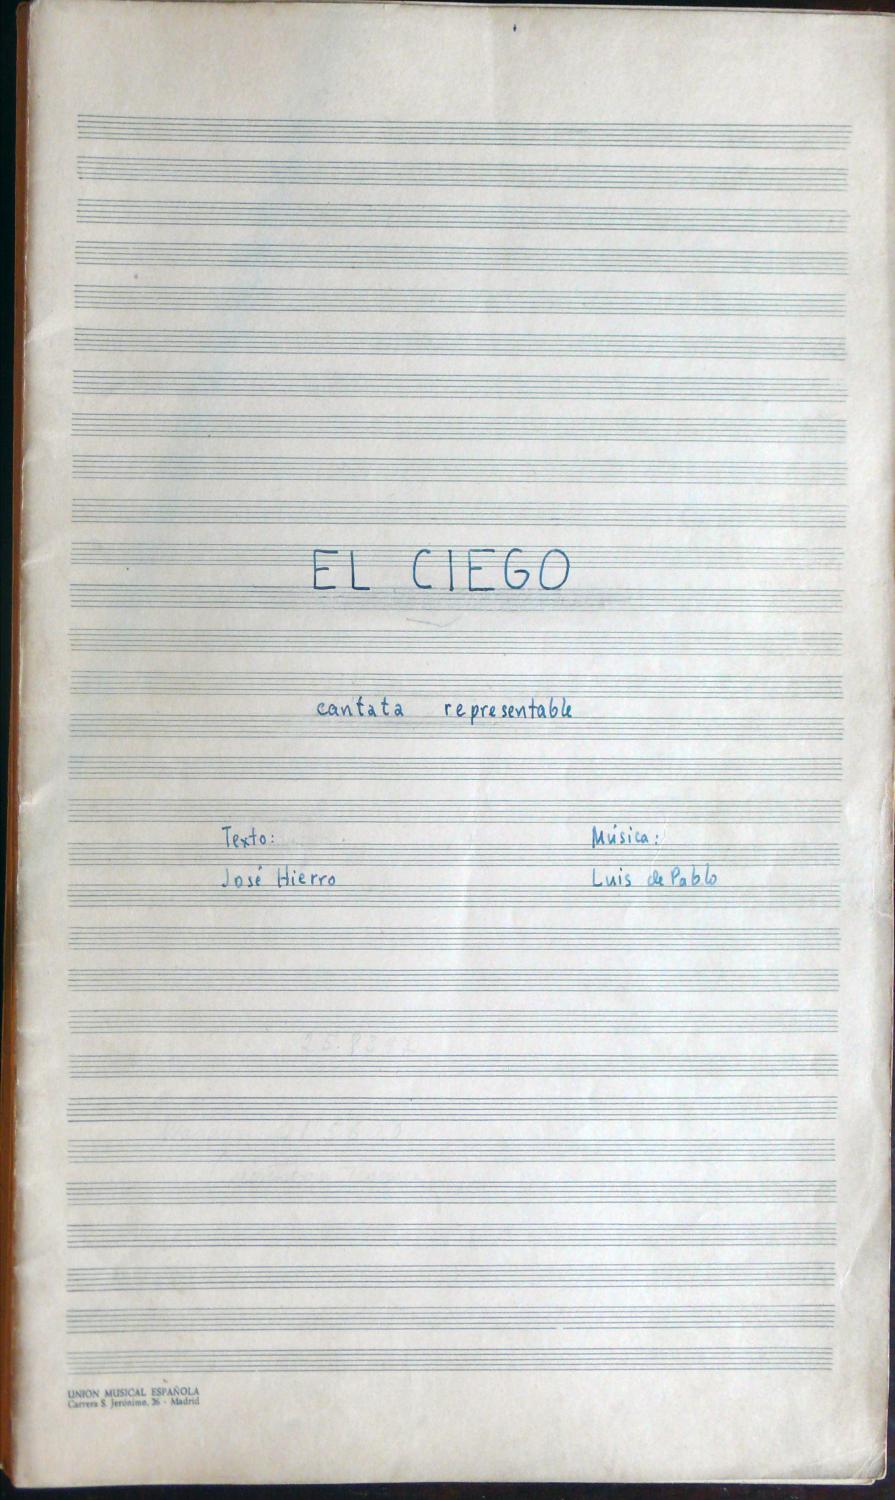 EL CIEGO
cantata representable
Texto:
Música:
José Hierro
Luis de Pablo
UNION MUSICAL ESPAÑOLA
Carrera S. Jerónimo, 26 - Madrid